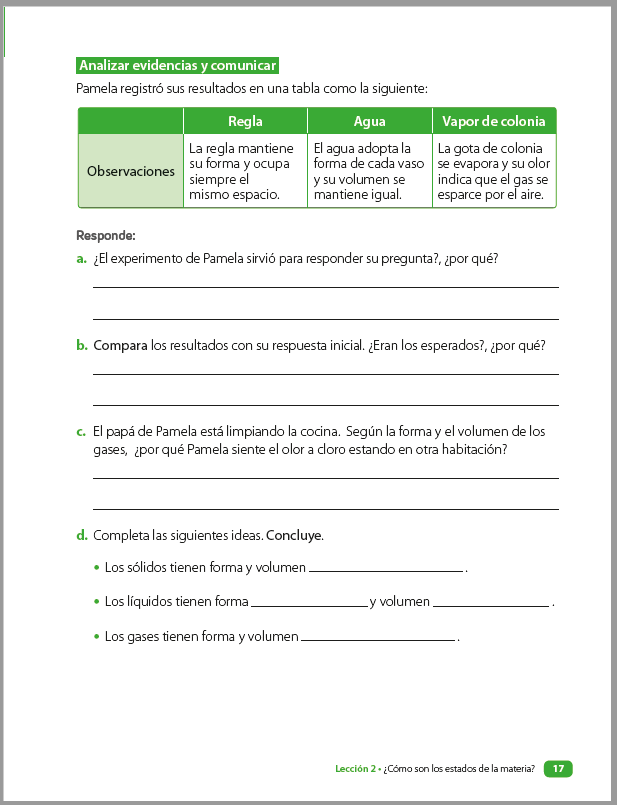 Analizar evidencias y comunicar
Pamela registró sus resultados en una tabla como la siguiente:
Regla Agua Vapor de colonia
Observaciones
La regla mantiene
su forma y ocupa
siempre el
mismo espacio.
El agua adopta la
forma de cada vaso
y su volumen se
mantiene igual.
La gota de colonia
se evapora y su olor
indica que el gas se
esparce por el aire.
Responde:
a. ¿El experimento de Pamela sirvió para responder su pregunta?, ¿por qué?
b. Compara los resultados con su respuesta inicial. ¿Eran los esperados?, ¿por qué?
c. El papá de Pamela está limpiando la cocina. Según la forma y el volumen de los
gases, ¿por qué Pamela siente el olor a cloro estando en otra habitación?
d. Completa las siguientes ideas. Concluye.
• Los sólidos tienen forma y volumen ______ .
• Los líquidos tienen forma ______ y volumen ______ .
• Los gases tienen forma y volumen ______ .
Lección 2 • ¿Cómo son los estados de la materia? 17